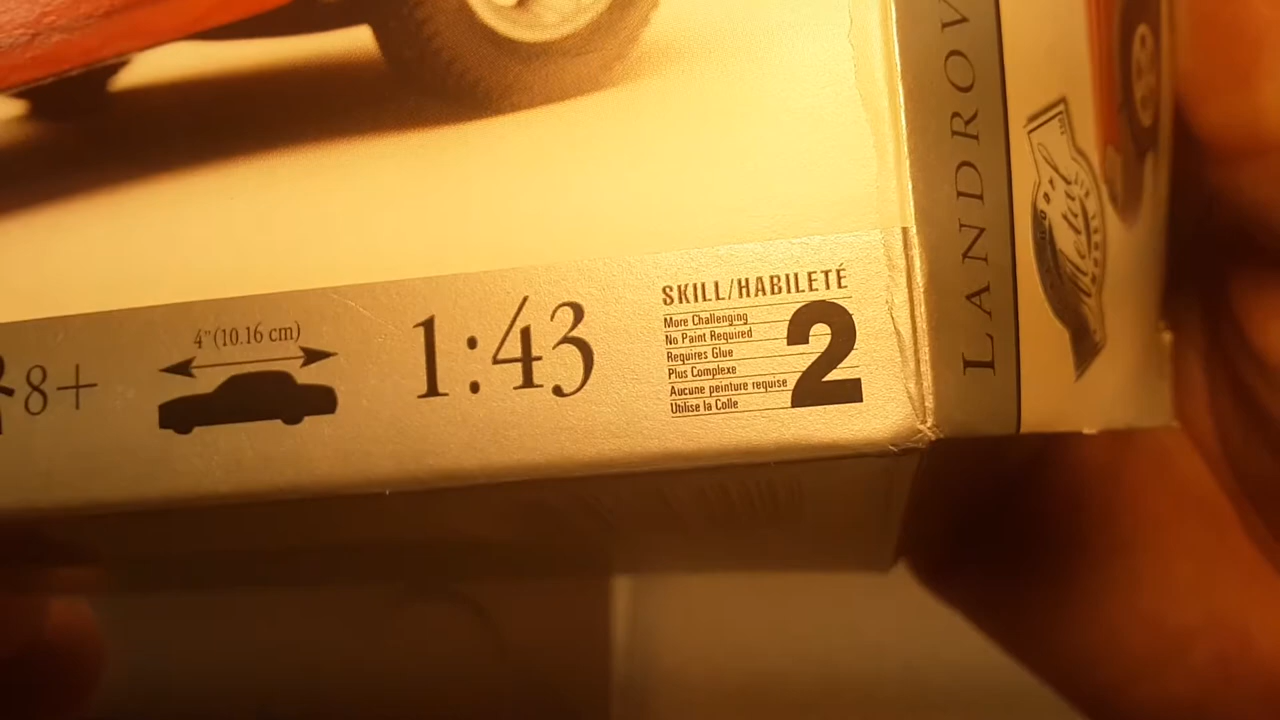 8+
4"(10.16 cm)
1:43
SKILL/HABILETÉ
More Challenging
No Paint Required
Requires Glue
Plus Complexe
Aucune peinture requise
Utilise la Colle
2
LANDROV
Metal